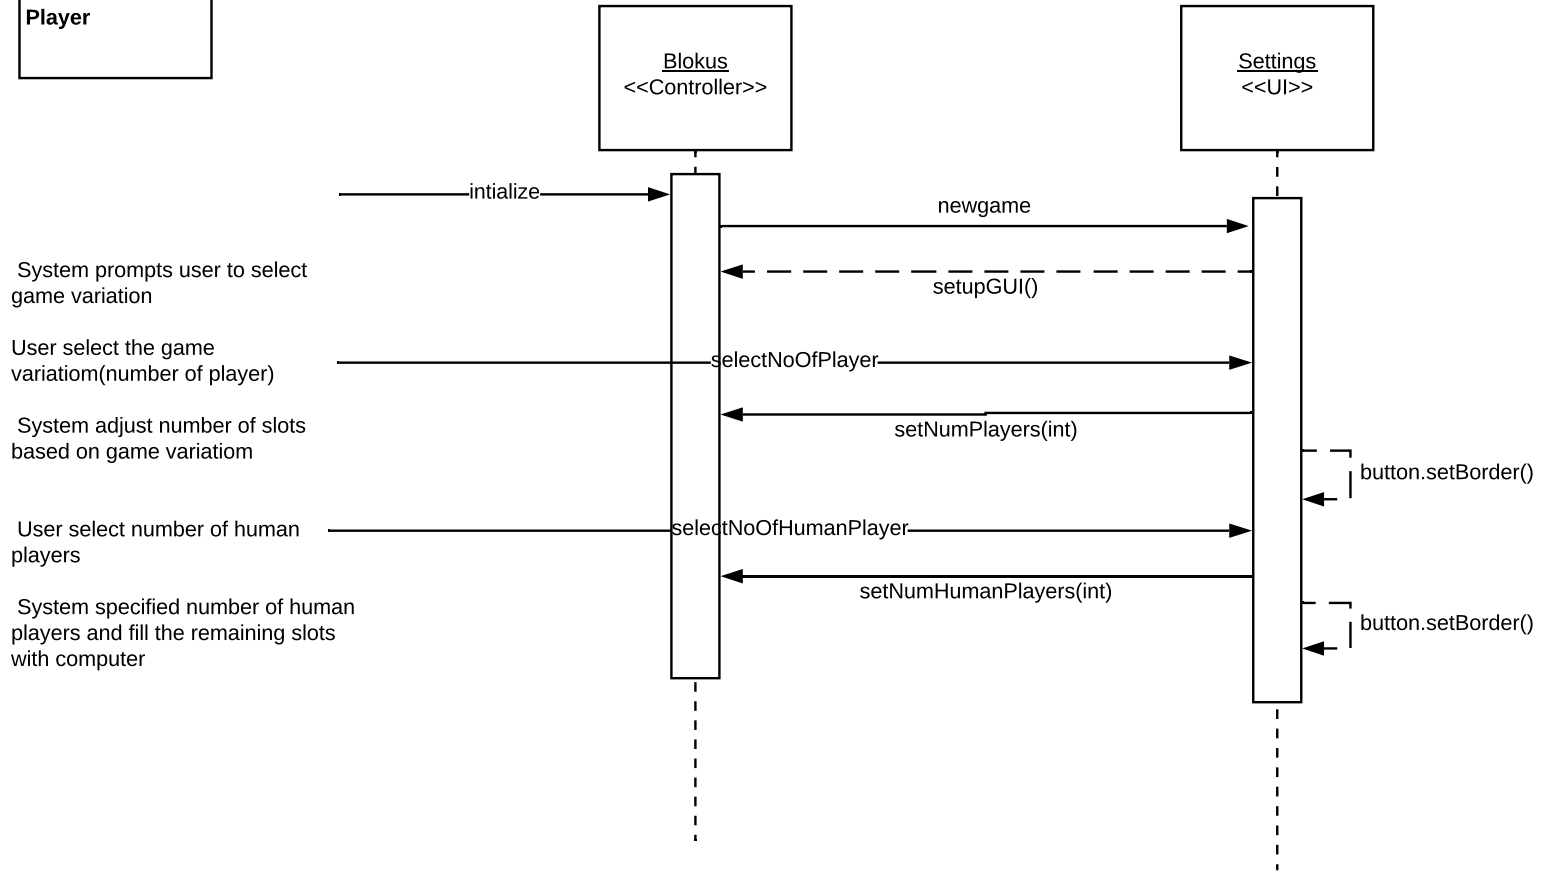 Player
Blokus
<<Controller>>
Settings
<<UI>>
intialize
newgame
System prompts user to select
game variation
setupGUI()
User select the game
variatiom(number of player)
selectNoOfPlayer
System adjust number of slots
based on game variatiom
setNumPlayers(int)
button.setBorder()
User select number of human
players
selectNoOfHumanPlayer
setNumHumanPlayers(int)
System specified number of human
players and fill the remaining slots
with computer
button.setBorder()